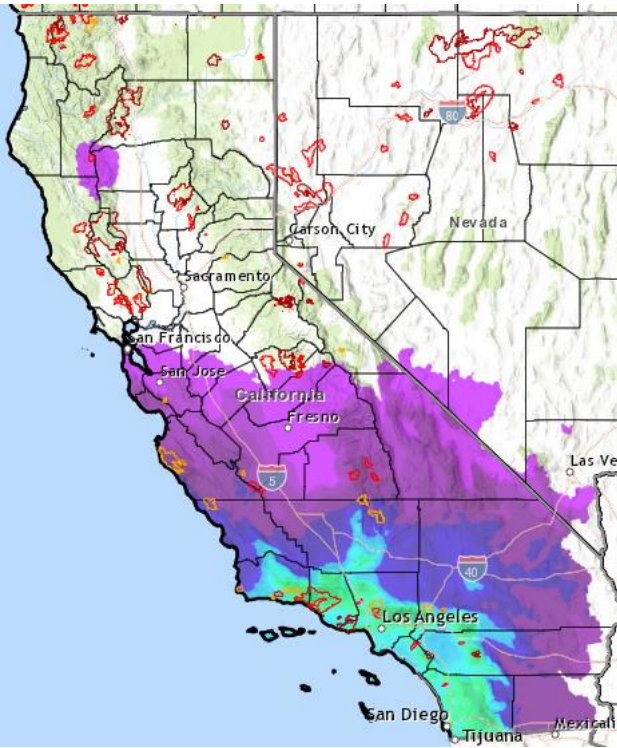 80
Carson City
Nevada
Sacramento
San Francisco
San Jose
California
Fresno
5
Las Ve
40
Los Angeles
San Diego
Tijuana
Mexicali